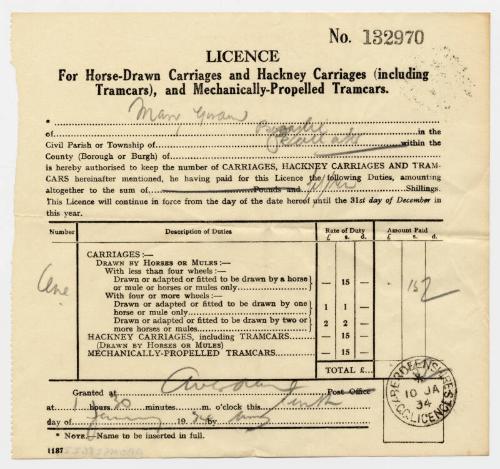 No. 132970
LICENCE
For Horse-Drawn Carriages and Hackney Carriages (including
Tramcars), and Mechanically-Propelled Tramcars.
* Mary
of in the
Civil Parish or Township of within the
County (Borough or Burgh) of
is hereby authorised to keep the number of CARRIAGES, HACKNEY CARRIAGES AND TRAM-
CARS hereinafter mentioned, he having paid for this Licence the following Duties, amounting
altogether to the sum of Pounds and Shillings.
This Licence will continue in force from the day of the date hereof until the 31st day of December in
this year.
Number Description of Duties Rate of Duty Amount Paid
£ s. d. £ s. d.
CARRIAGES :—
DRAWN BY HORSES OR MULES :—
With less than four wheels :—
One Drawn or adapted or fitted to be drawn by a horse
or mule or horses or mules only — 15 — 15
With four or more wheels :—
Drawn or adapted or fitted to be drawn by one
horse or mule only 1 1 —
Drawn or adapted or fitted to be drawn by two or
more horses or mules 2 2 —
HACKNEY CARRIAGES, including TRAMCARS — 15 —
(DRAWN BY HORSES OR MULES)
MECHANICALLY-PROPELLED TRAMCARS — 15 —
TOTAL £
Granted at Aberdeen Post Office
at hours minutes m. o'clock this tenth
day of January 19
* NOTE.—Name to be inserted in full.
1187
ABERDEENSHIRE
10 JA
34
C.C. LICENCES